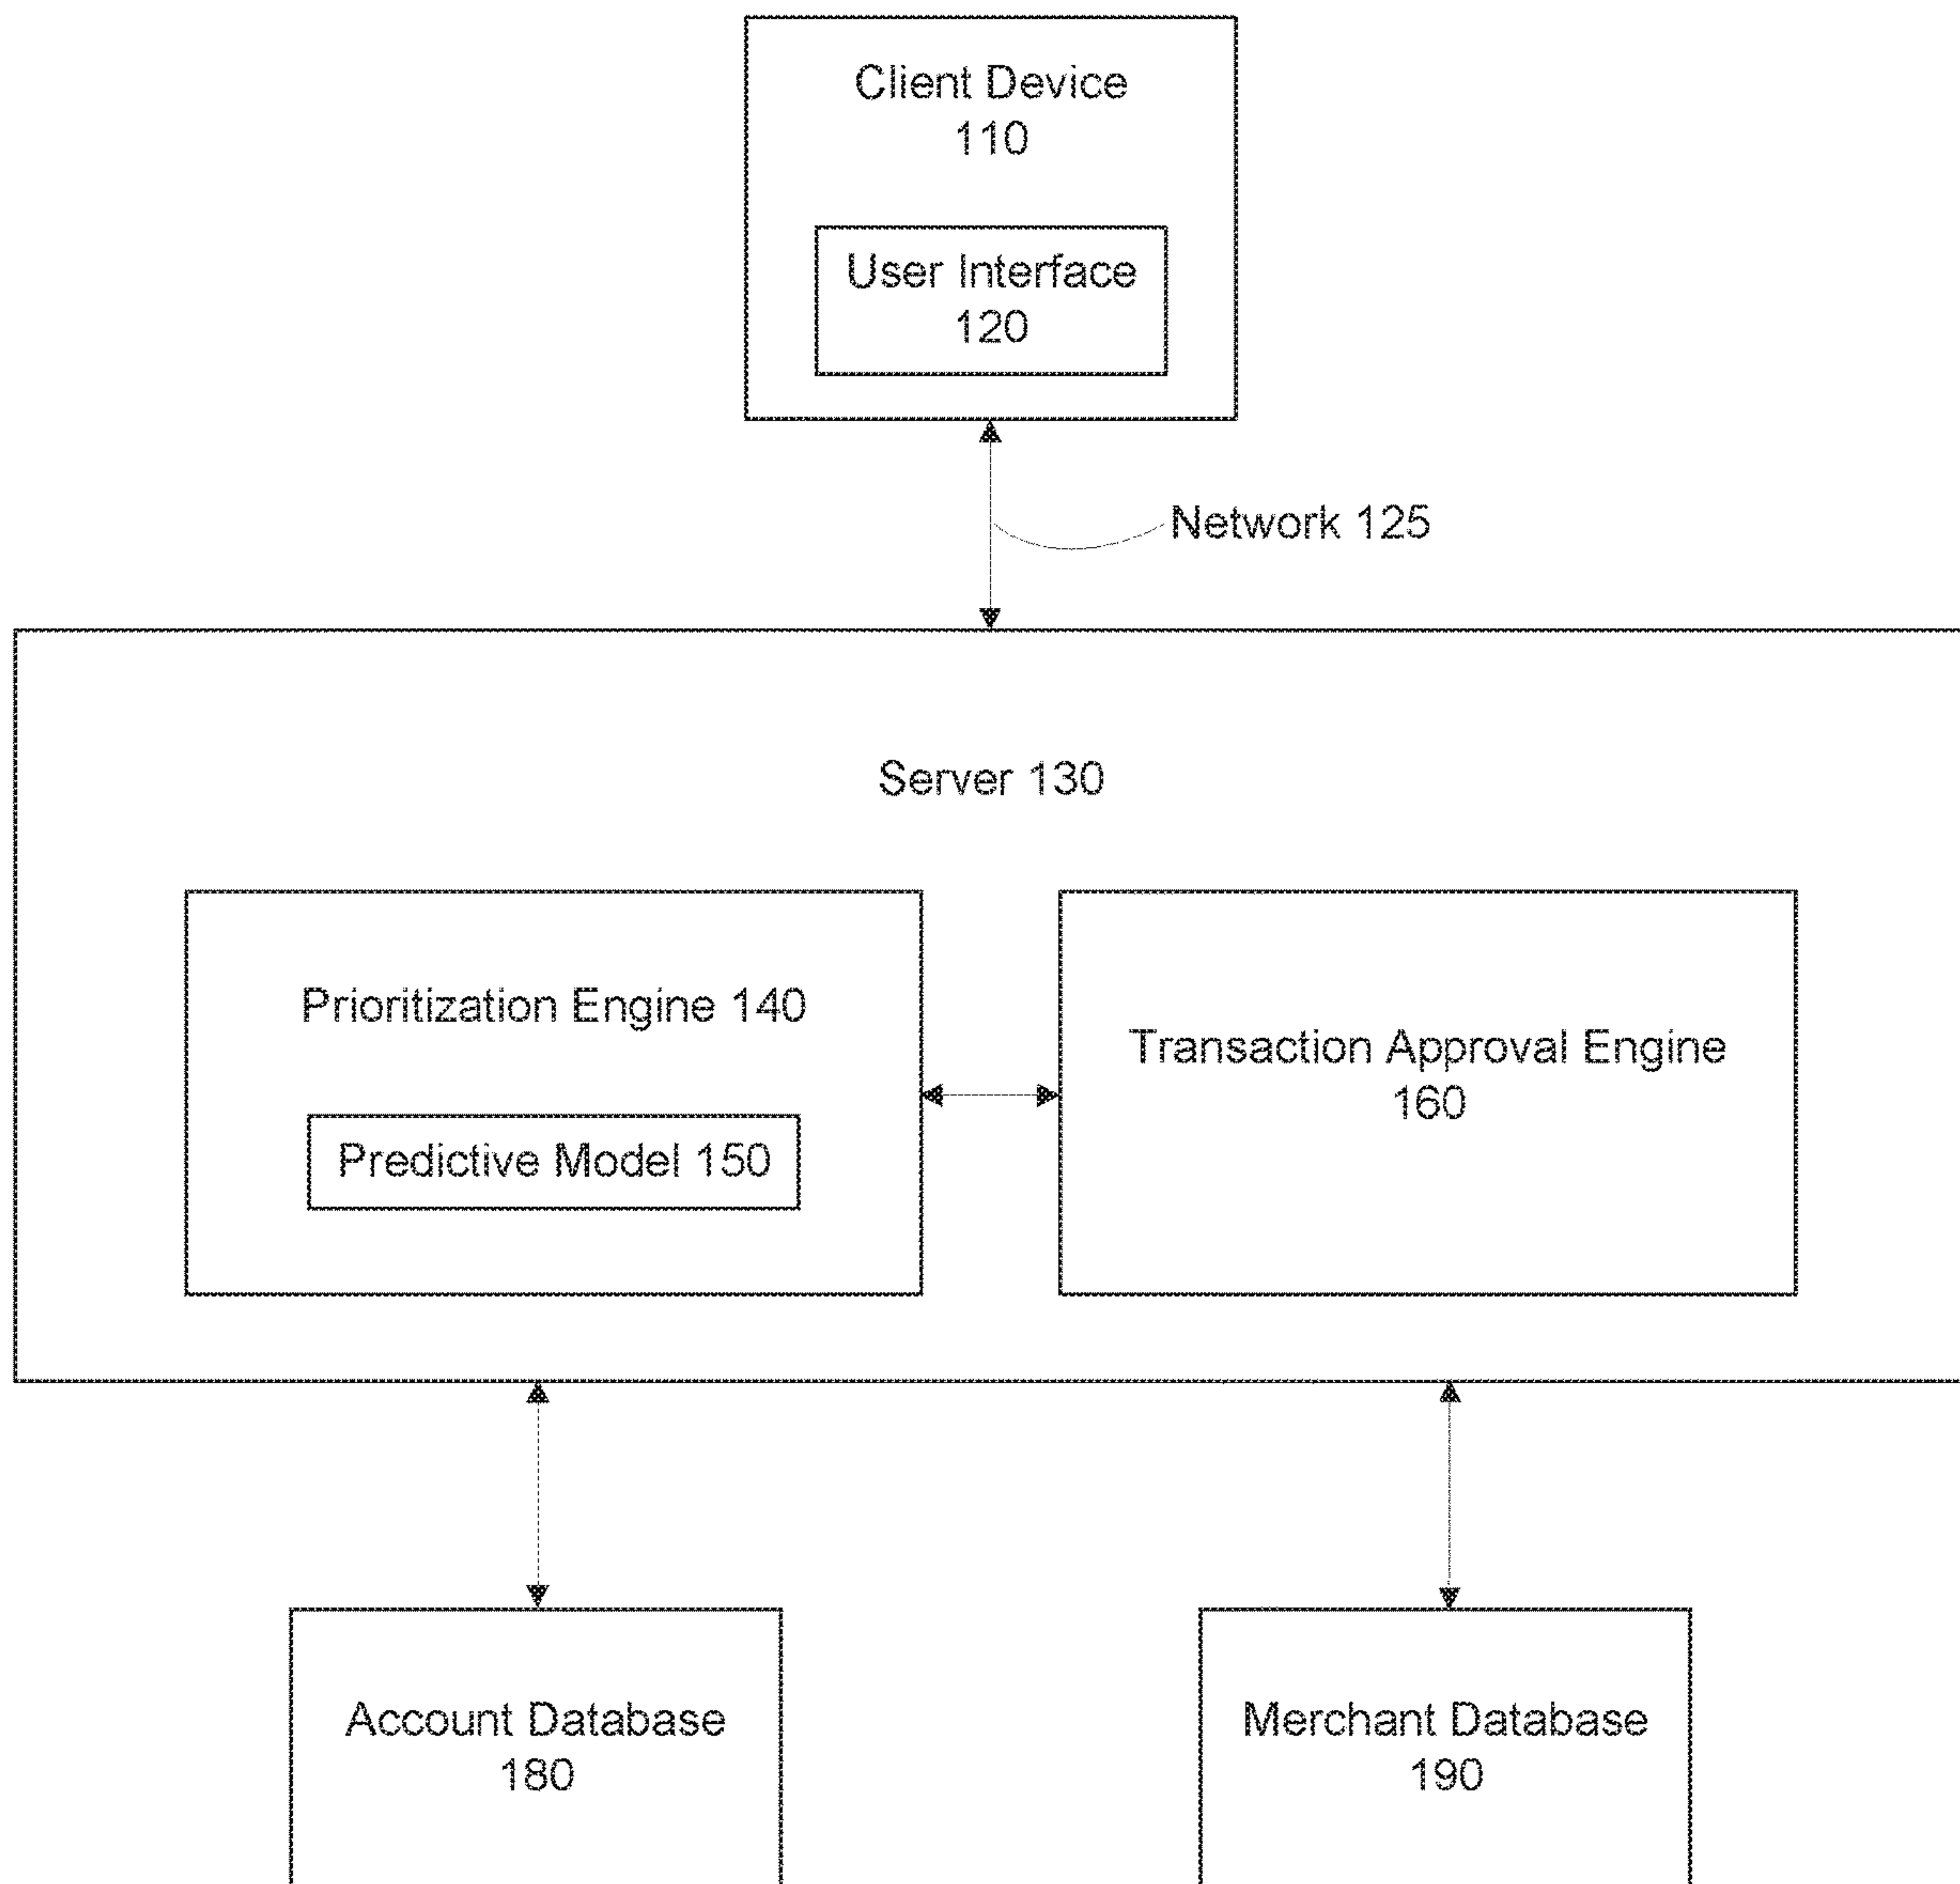 Client Device
110
User Interface
120
Network 125
Server 130
Prioritization Engine 140
Predictive Model 150
Transaction Approval Engine
160
Account Database
180
Merchant Database
190